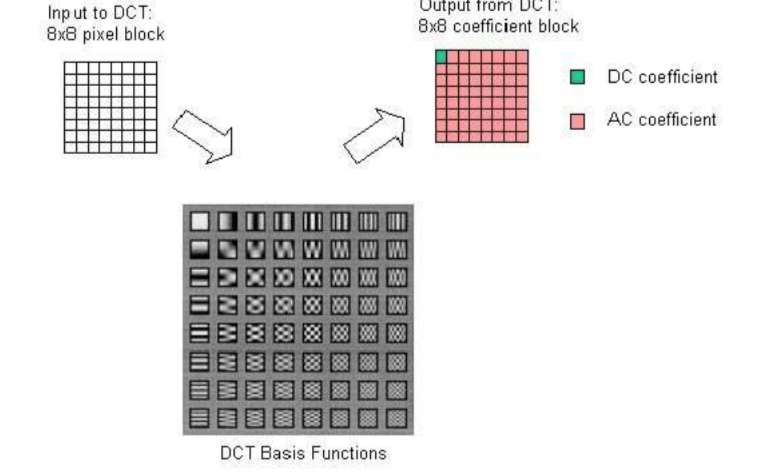 Input to DCT:
8x8 pixel block
Output from DCT:
8x8 coefficient block
DC coefficient
AC coefficient
DCT Basis Functions